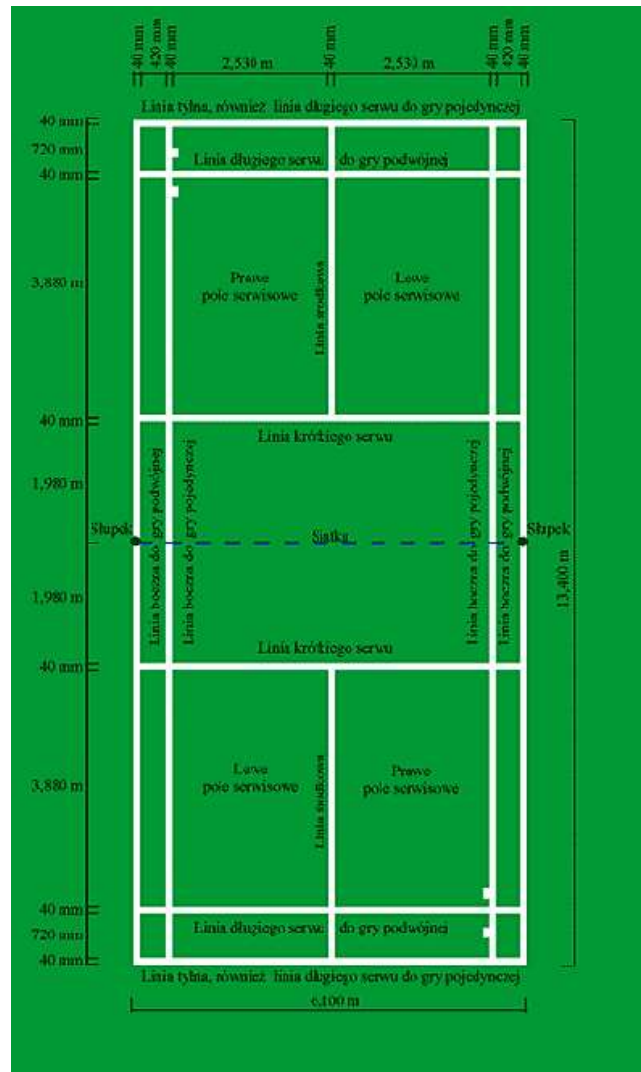 40 mm
420 mm
40 mm
2,530 m
40 mm
2,530 m
40 mm
420 mm
40 mm
Linia tylna, również linia długiego serwu do gry pojedynczej
40 mm
720 mm
40 mm
Linia długiego serwu do gry podwójnej
3,880 m
Prawe
pole serwisowe
Linia środkowa
Lewe
pole serwisowe
40 mm
Linia krótkiego serwu
1,980 m
Linia boczna do gry podwójnej
Linia boczna do gry pojedynczej
Linia boczna do gry pojedynczej
Linia boczna do gry podwójnej
Słupek
Siatka
Słupek
13,400 m
1,980 m
Linia krótkiego serwu
40 mm
3,880 m
Lewe
pole serwisowe
Linia środkowa
Prawe
pole serwisowe
40 mm
720 mm
Linia długiego serwu do gry podwójnej
40 mm
Linia tylna, również linia długiego serwu do gry pojedynczej
6,100 m